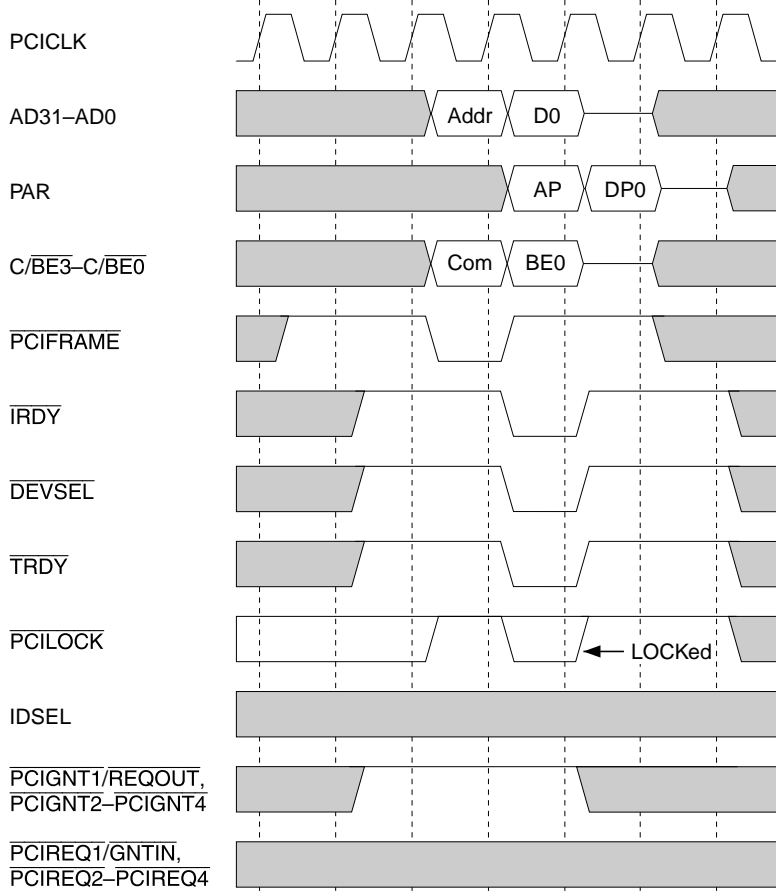 PCICLK
AD31–AD0 Addr D0
PAR AP DP0
C/BE3–C/BE0 Com BE0
PCIFRAME
IRDY
DEVSEL
TRDY
PCILOCK LOCKed
IDSEL
PCIGNT1/REQOUT,
PCIGNT2–PCIGNT4
PCIREQ1/GNTIN,
PCIREQ2–PCIREQ4